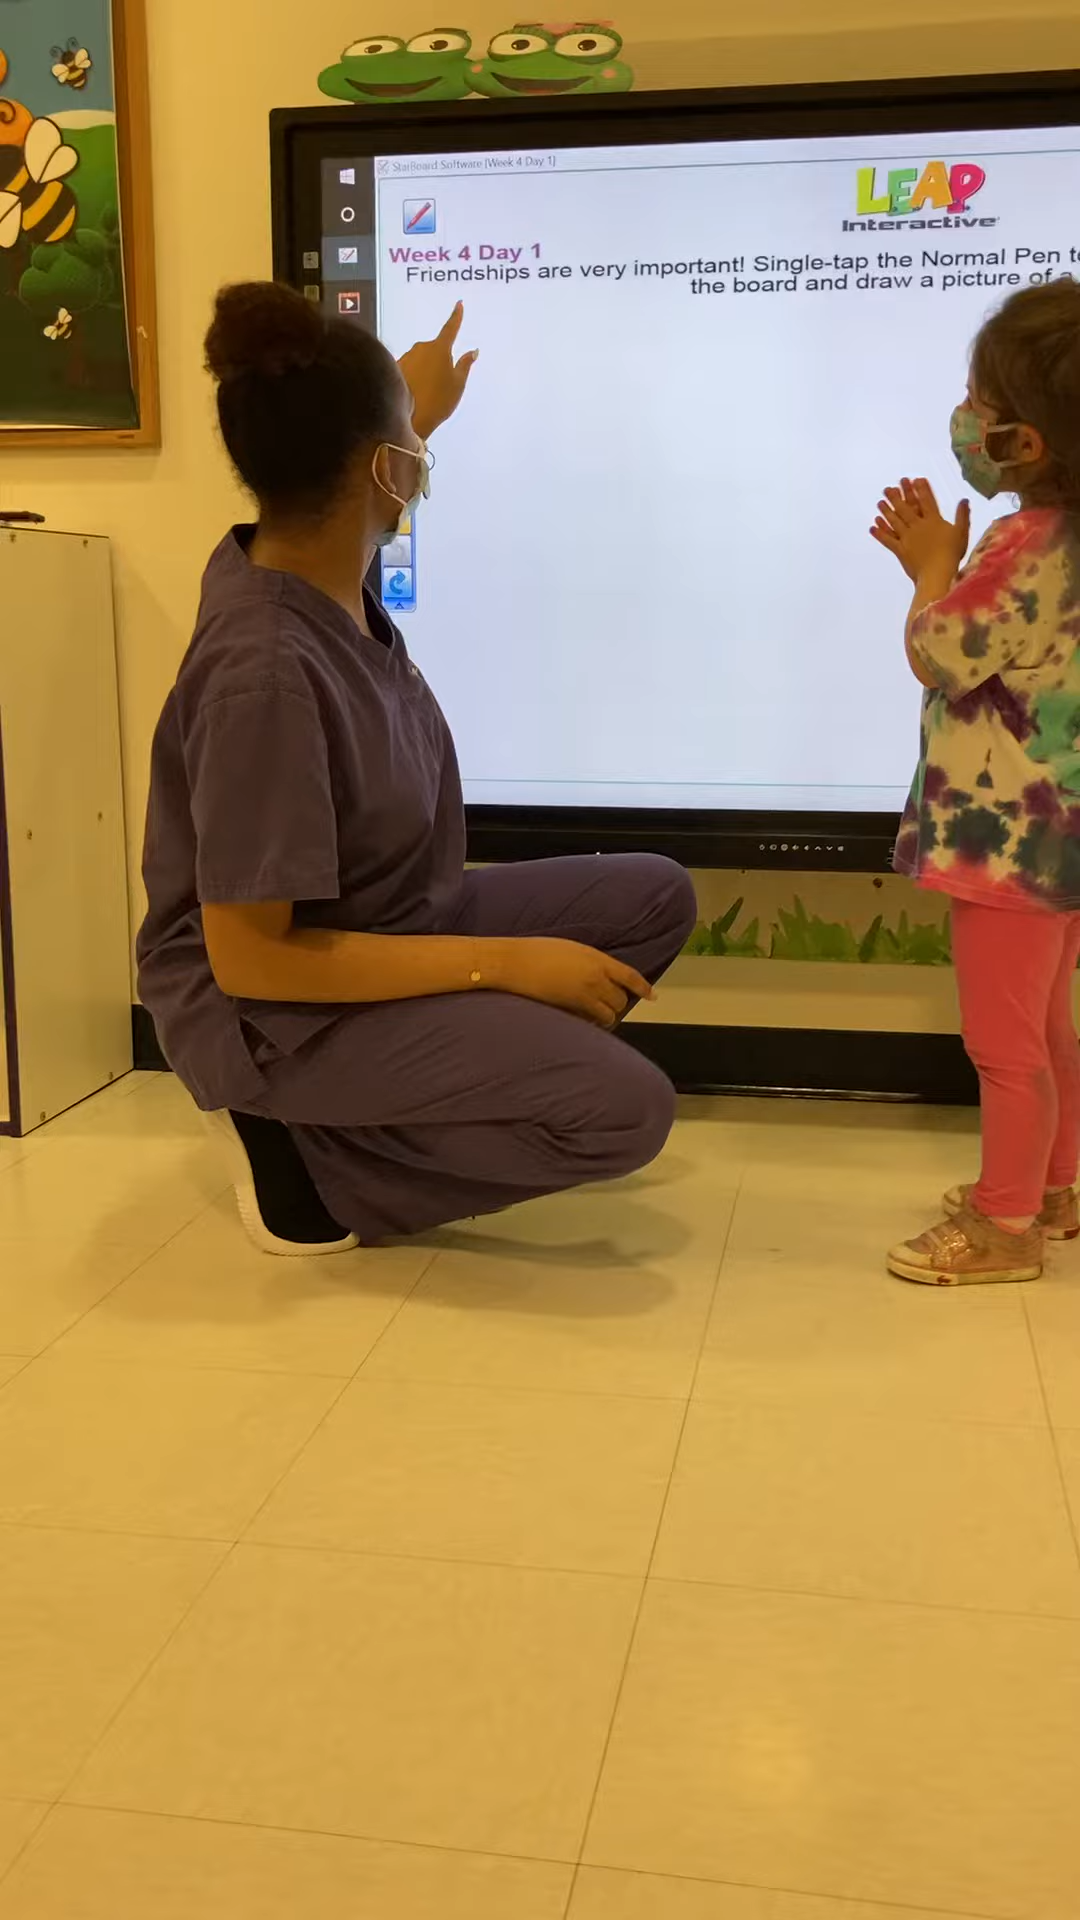 StarBoard Software [Week 4 Day 1]
LEAP
Interactive
Week 4 Day 1
Friendships are very important! Single-tap the Normal Pen to
the board and draw a picture of a